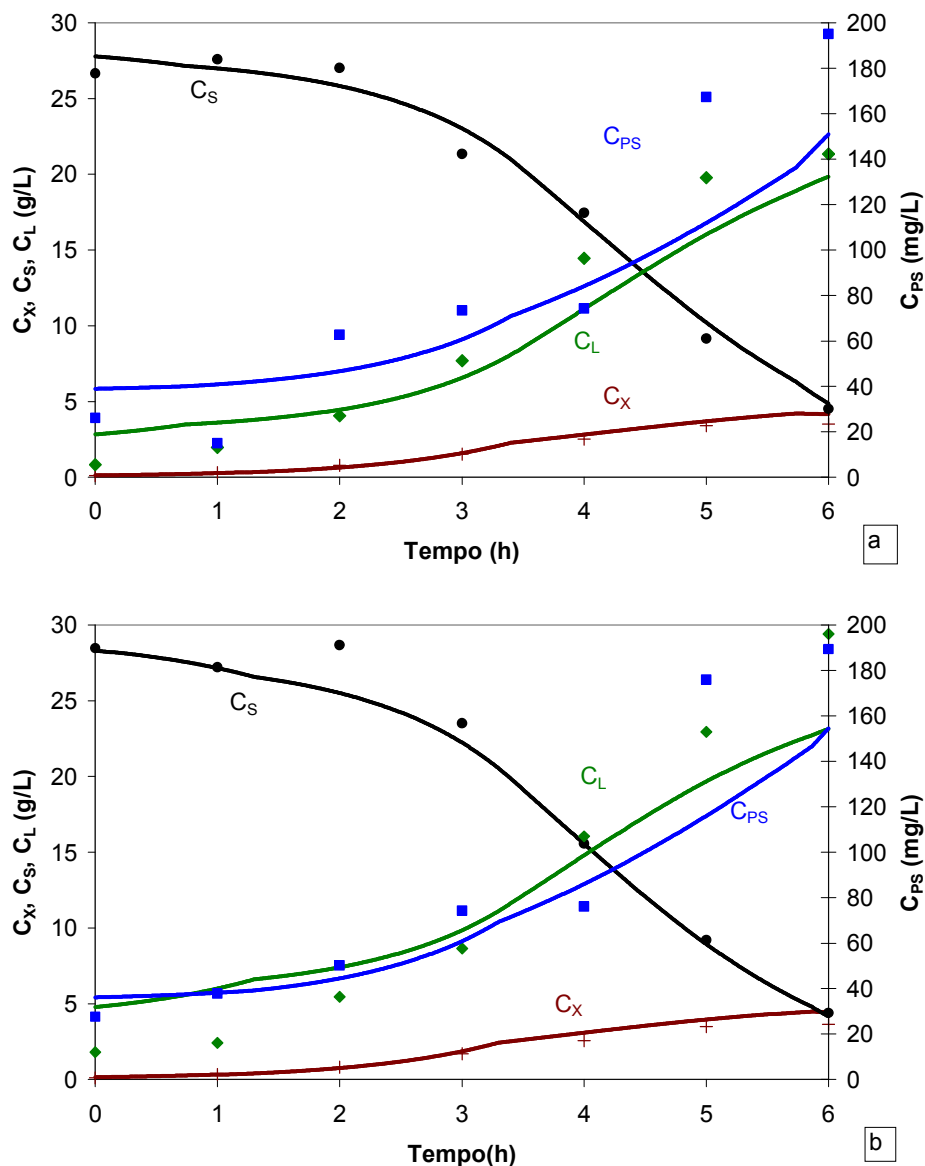 30
25
20
15
10
5
0
C_X, C_S, C_L (g/L)
200
180
160
140
120
100
80
60
40
20
0
C_PS (mg/L)
C_S
C_PS
C_L
C_X
0 1 2 3 4 5 6
Tempo (h)
a
30
25
20
15
10
5
0
C_X, C_S, C_L (g/L)
200
180
160
140
120
100
80
60
40
20
0
C_PS (mg/L)
C_S
C_L
C_PS
C_X
0 1 2 3 4 5 6
Tempo(h)
b